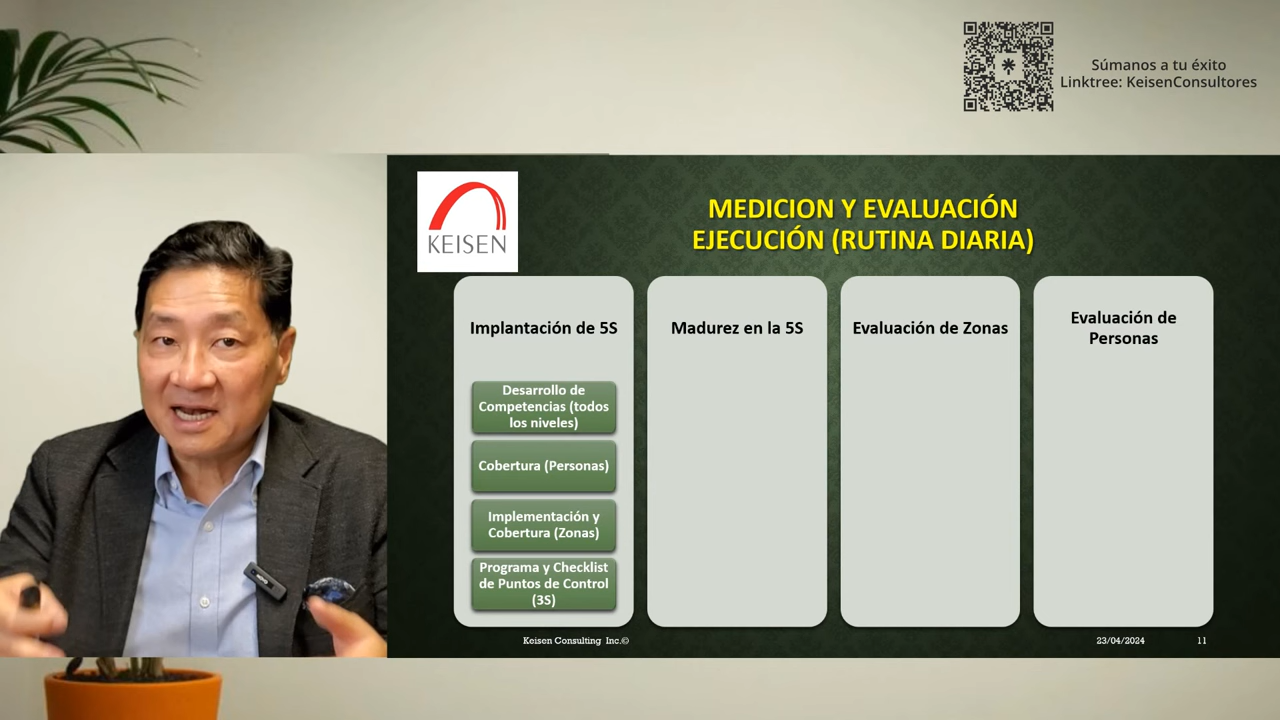 Súmanos a tu éxito
Linktree: KeisenConsultores
KEISEN
MEDICION Y EVALUACIÓN
EJECUCIÓN (RUTINA DIARIA)
Implantación de 5S
Desarrollo de
Competencias (todos
los niveles)
Cobertura (Personas)
Implementación y
Cobertura (Zonas)
Programa y Checklist
de Puntos de Control
(3S)
Madurez en la 5S
Evaluación de Zonas
Evaluación de
Personas
Keisen Consulting Inc.©
23/04/2024
11